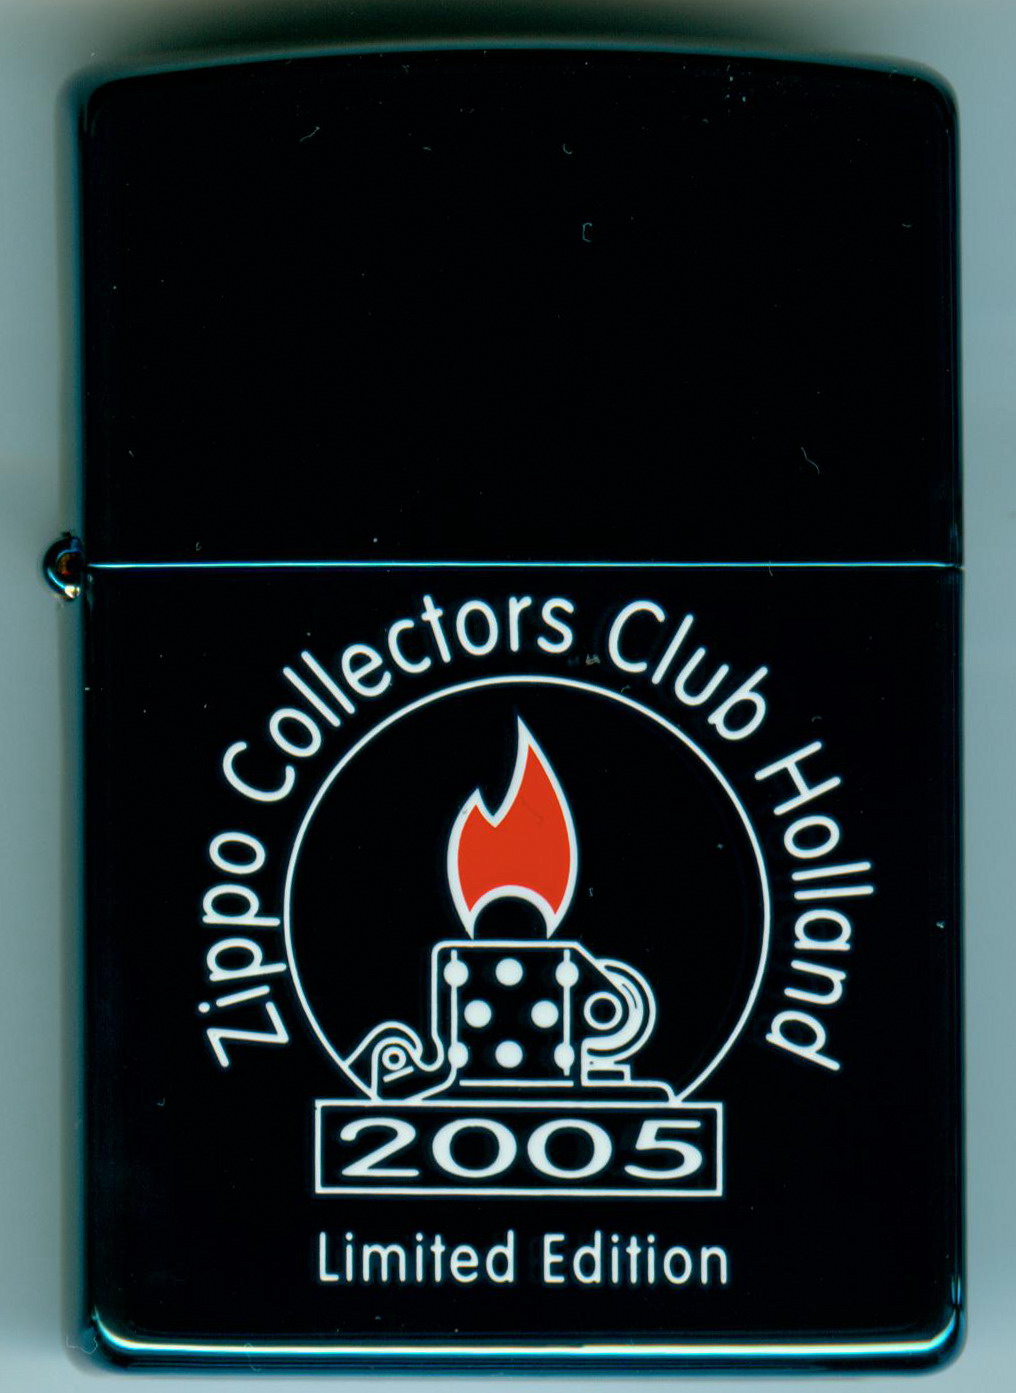 Zippo Collectors Club Holland
2005
Limited Edition